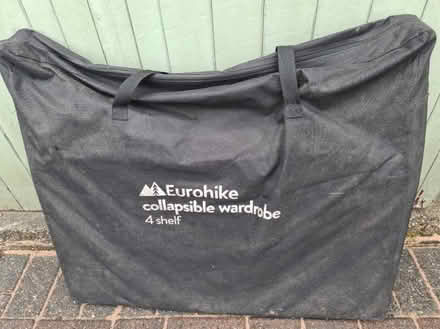 Eurohike
collapsible wardrobe
4 shelf